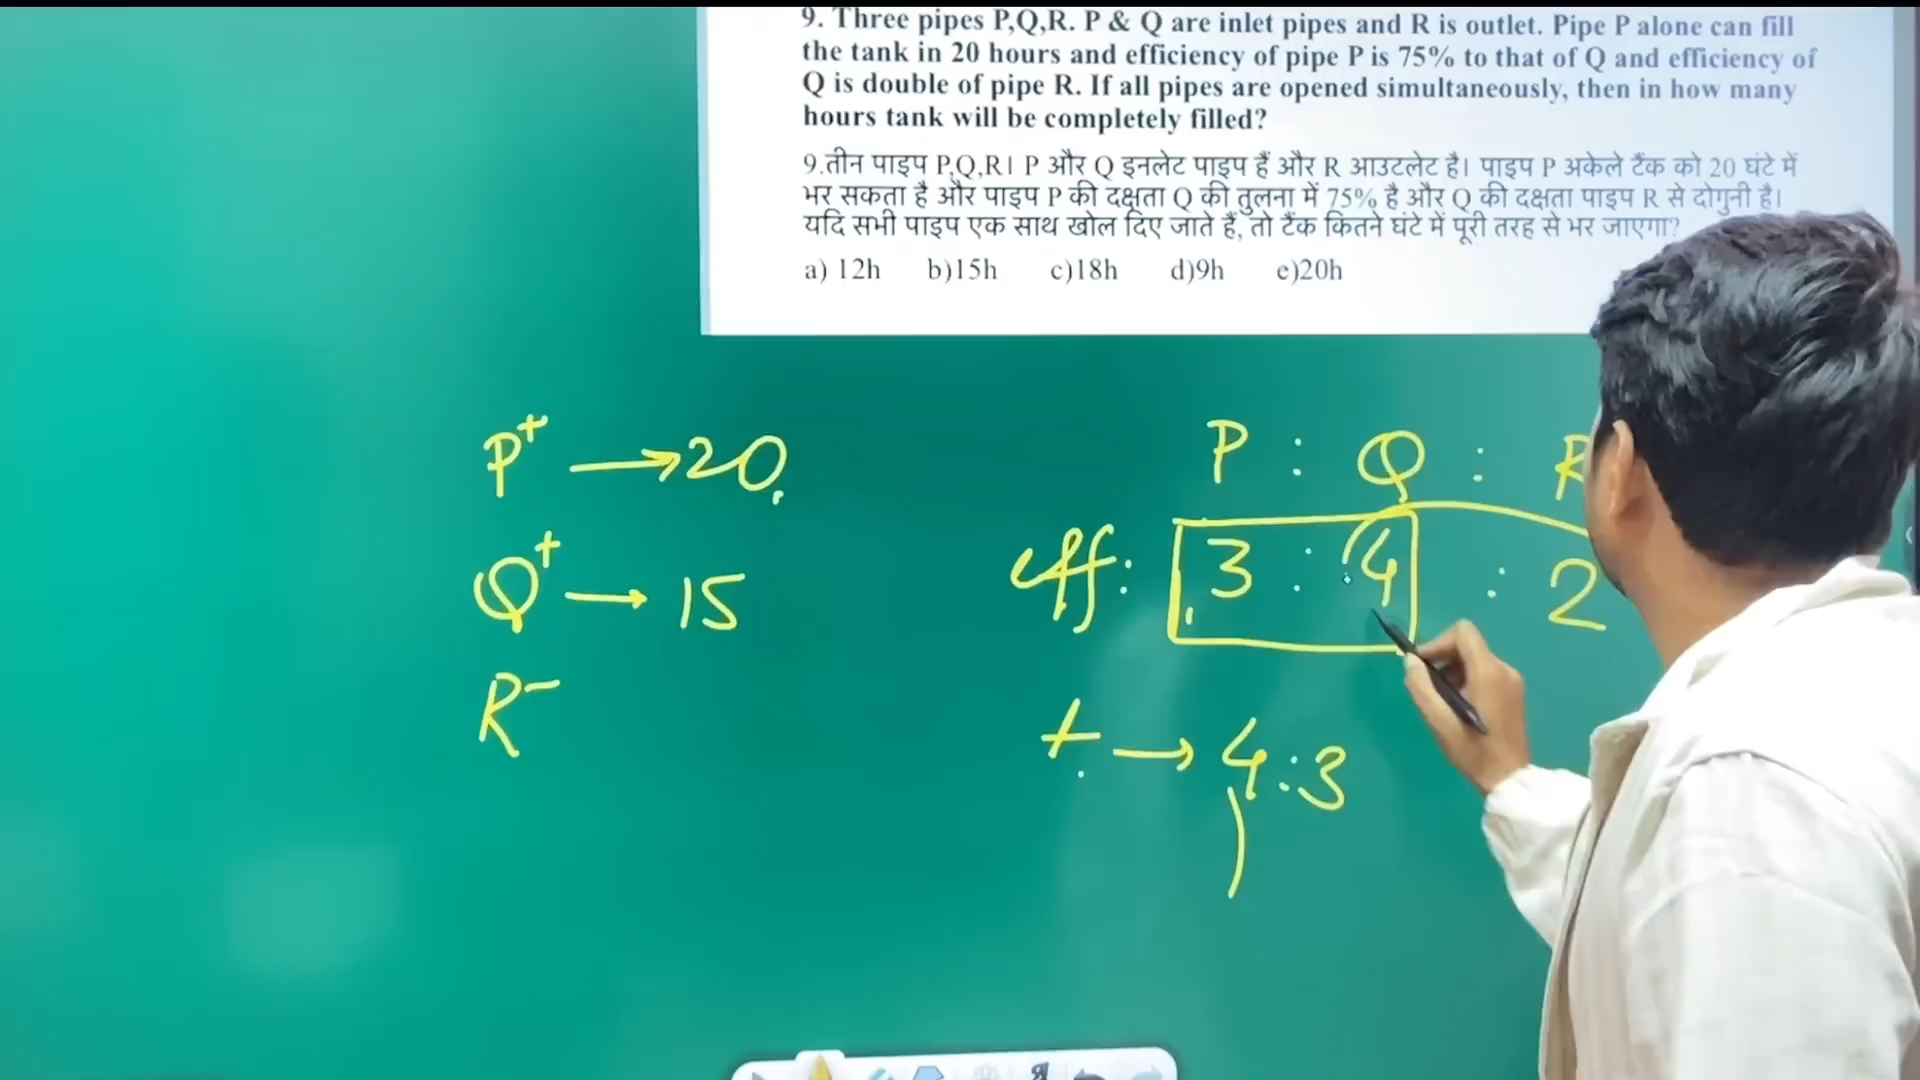 9. Three pipes P,Q,R. P & Q are inlet pipes and R is outlet. Pipe P alone can fill
the tank in 20 hours and efficiency of pipe P is 75% to that of Q and efficiency of
Q is double of pipe R. If all pipes are opened simultaneously, then in how many
hours tank will be completely filled?
9.तीन पाइप P,Q,R। P और Q इनलेट पाइप हैं और R आउटलेट है। पाइप P अकेले टैंक को 20 घंटे में
भर सकता है और पाइप P की दक्षता Q की तुलना में 75% है और Q की दक्षता पाइप R से दोगुनी है।
यदि सभी पाइप एक साथ खोल दिए जाते हैं, तो टैंक कितने घंटे में पूरी तरह से भर जाएगा?
a) 12h b)15h c)18h d)9h e)20h
P+ → 20
Q+ → 15
R-
P : Q : R
eff: 3 : 4 : 2
t → 4:3